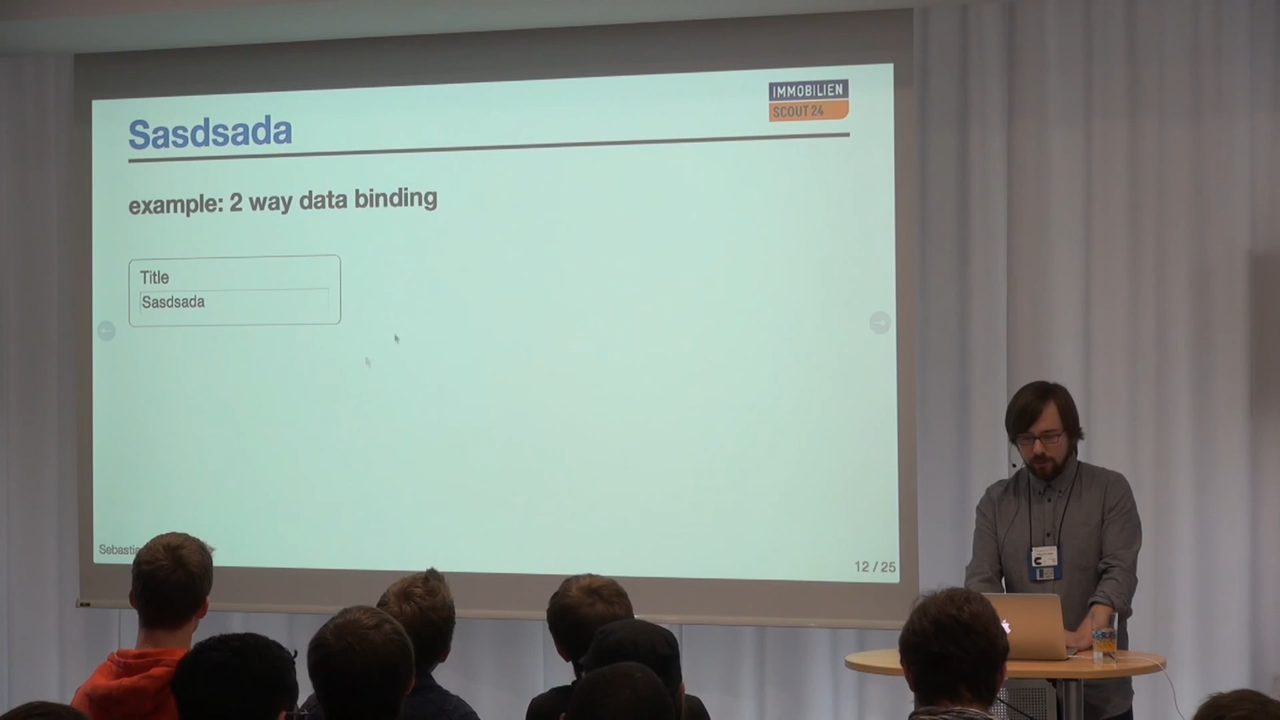 IMMOBILIEN
SCOUT 24
Sasdsada
example: 2 way data binding
Title
Sasdsada
12 / 25